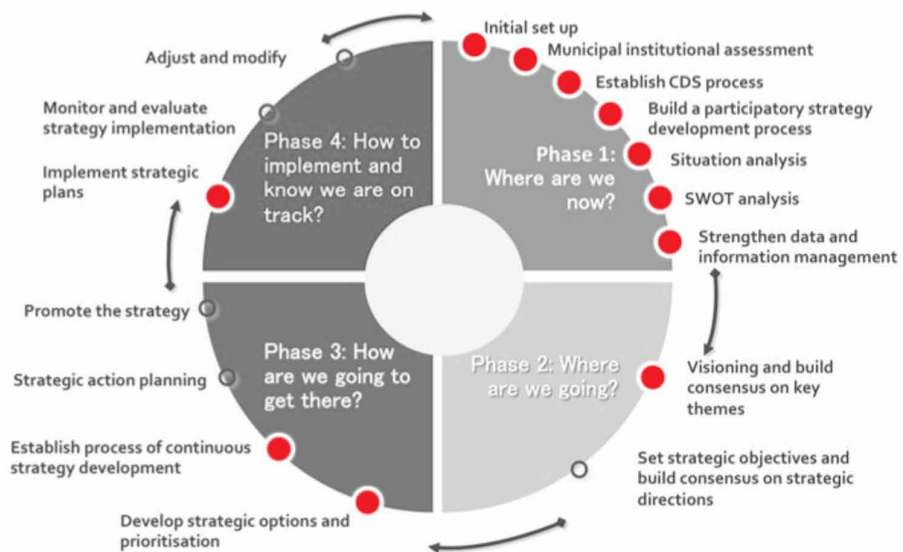 Initial set up
Municipal institutional assessment
Establish CDS process
Build a participatory strategy
development process
Situation analysis
SWOT analysis
Strengthen data and
information management
Phase 1:
Where are we
now?
Visioning and build
consensus on key
themes
Set strategic objectives and
build consensus on strategic
directions
Phase 2: Where
are we going?
Develop strategic options and
prioritisation
Establish process of continuous
strategy development
Strategic action planning
Promote the strategy
Phase 3: How
are we going to
get there?
Implement strategic
plans
Monitor and evaluate
strategy implementation
Adjust and modify
Phase 4: How to
implement and
know we are on
track?